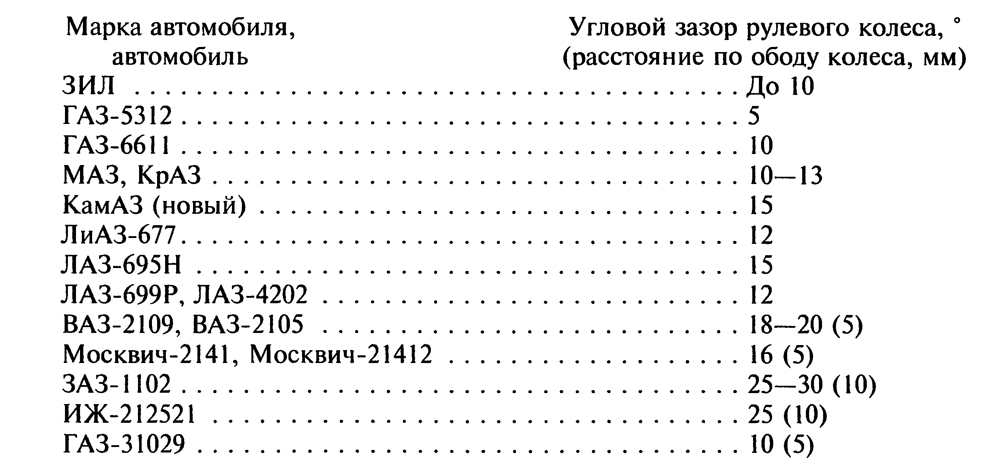 Марка автомобиля, Угловой зазор рулевого колеса, °
автомобиль (расстояние по ободу колеса, мм)
ЗИЛ . . . . . . . . . . . . . . . . . . . . До 10
ГАЗ-5312 . . . . . . . . . . . . . . . . . . . . 5
ГАЗ-6611 . . . . . . . . . . . . . . . . . . . . 10
МАЗ, КрАЗ . . . . . . . . . . . . . . . . . . . . 10—13
КамАЗ (новый) . . . . . . . . . . . . . . . . . . . . 15
ЛиАЗ-677 . . . . . . . . . . . . . . . . . . . . 12
ЛАЗ-695Н . . . . . . . . . . . . . . . . . . . . 15
ЛАЗ-699Р, ЛАЗ-4202 . . . . . . . . . . . . . . . . . . . . 12
ВАЗ-2109, ВАЗ-2105 . . . . . . . . . . . . . . . . . . . . 18—20 (5)
Москвич-2141, Москвич-21412 . . . . . . . . . . . . . . . . . . . 16 (5)
ЗАЗ-1102 . . . . . . . . . . . . . . . . . . . . 25—30 (10)
ИЖ-212521 . . . . . . . . . . . . . . . . . . . . 25 (10)
ГАЗ-31029 . . . . . . . . . . . . . . . . . . . . 10 (5)